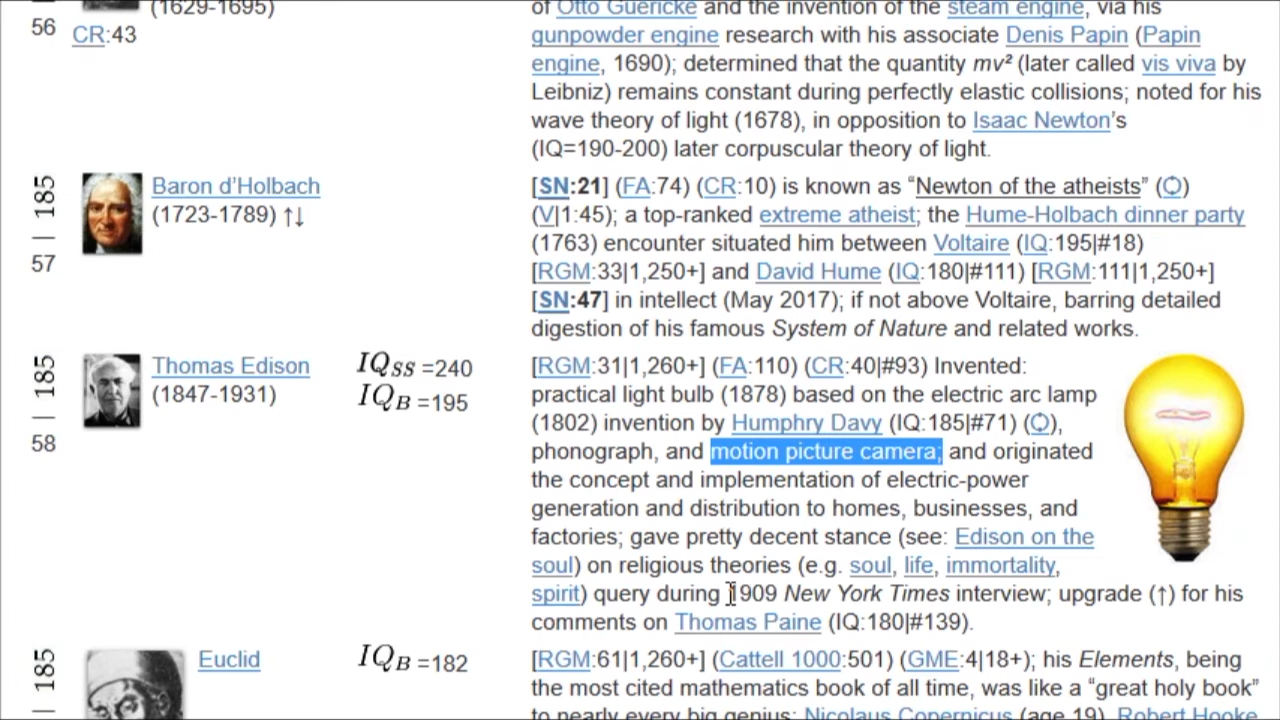 (1629-1695)
56
CR:43
of Otto Guericke and the invention of the steam engine, via his
gunpowder engine research with his associate Denis Papin (Papin
engine, 1690); determined that the quantity mv² (later called vis viva by
Leibniz) remains constant during perfectly elastic collisions; noted for his
wave theory of light (1678), in opposition to Isaac Newton’s
(IQ=190-200) later corpuscular theory of light.
185
57
Baron d’Holbach
(1723-1789) ↑↓
[SN:21] (FA:74) (CR:10) is known as “Newton of the atheists” (🗘)
(V|1:45); a top-ranked extreme atheist; the Hume-Holbach dinner party
(1763) encounter situated him between Voltaire (IQ:195|#18)
[RGM:33|1,250+] and David Hume (IQ:180|#111) [RGM:111|1,250+]
[SN:47] in intellect (May 2017); if not above Voltaire, barring detailed
digestion of his famous System of Nature and related works.
185
58
Thomas Edison
(1847-1931)
IQSS =240
IQB =195
[RGM:31|1,260+] (FA:110) (CR:40|#93) Invented:
practical light bulb (1878) based on the electric arc lamp
(1802) invention by Humphry Davy (IQ:185|#71) (🗘),
phonograph, and motion picture camera; and originated
the concept and implementation of electric-power
generation and distribution to homes, businesses, and
factories; gave pretty decent stance (see: Edison on the
soul) on religious theories (e.g. soul, life, immortality,
spirit) query during 1909 New York Times interview; upgrade (↑) for his
comments on Thomas Paine (IQ:180|#139).
185
Euclid
IQB =182
[RGM:61|1,260+] (Cattell 1000:501) (GME:4|18+); his Elements, being
the most cited mathematics book of all time, was like a “great holy book”
to nearly every big genius: Nicolaus Copernicus (age 19), Robert Hooke